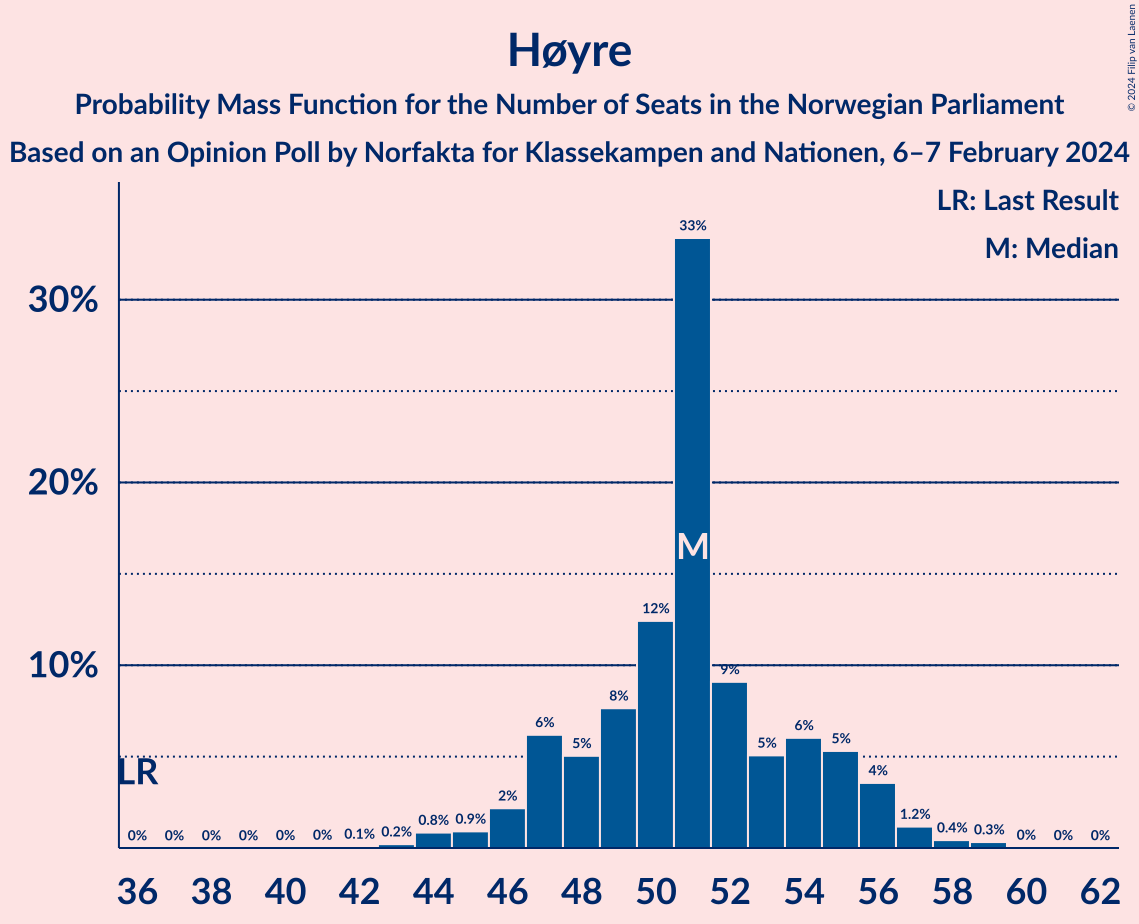 Høyre
Probability Mass Function for the Number of Seats in the Norwegian Parliament
Based on an Opinion Poll by Norfakta for Klassekampen and Nationen, 6–7 February 2024
© 2024 Filip van Laenen
LR: Last Result
M: Median
30%
20%
10%
33%
12%
9%
8%
6%
5%
5%
6%
5%
4%
2%
0% 0% 0% 0% 0% 0% 0.1% 0.2% 0.8% 0.9%
1.2% 0.4% 0.3% 0% 0% 0%
M
LR
36 38 40 42 44 46 48 50 52 54 56 58 60 62